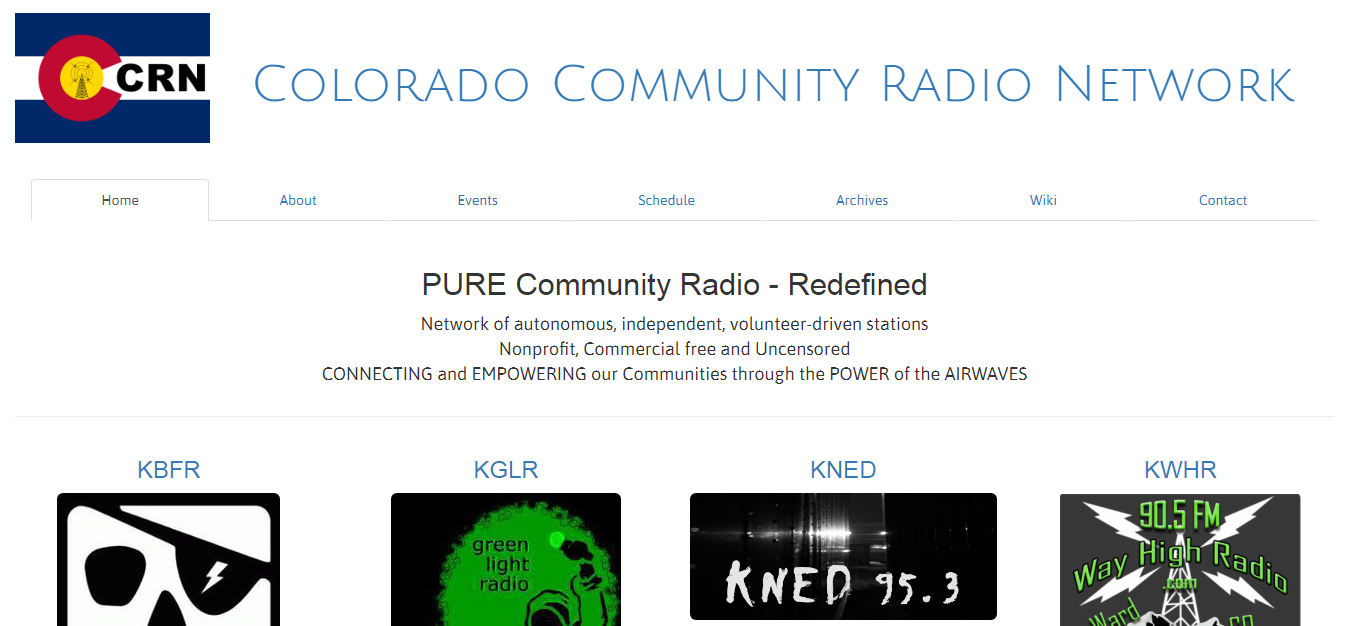 CRN
Colorado Community Radio Network
Home
About
Events
Schedule
Archives
Wiki
Contact
PURE Community Radio - Redefined
Network of autonomous, independent, volunteer-driven stations
Nonprofit, Commercial free and Uncensored
CONNECTING and EMPOWERING our Communities through the POWER of the AIRWAVES
KBFR
KGLR
KNED
KWHR
green
light
radio
KNED 95.3
90.5 FM
Way High Radio
.com
Ward
CO